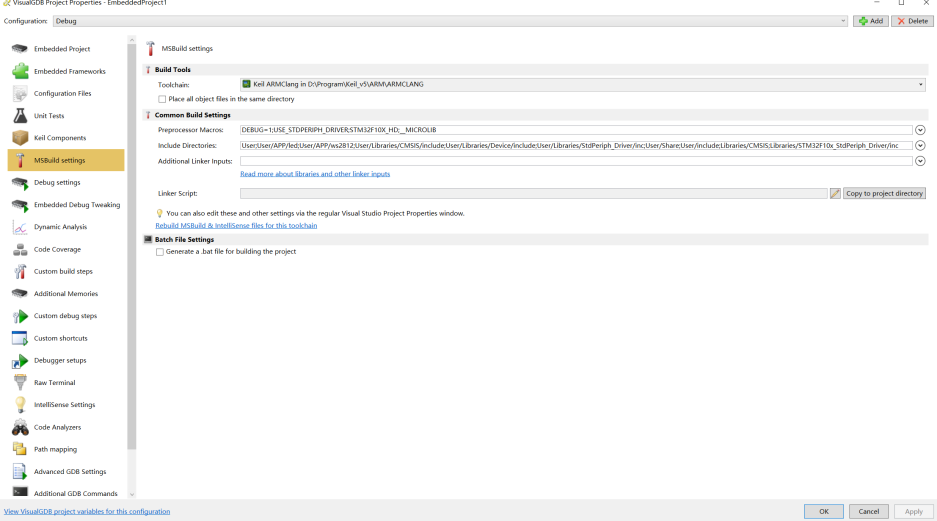 VisualGDB Project Properties - EmbeddedProject1
Configuration: Debug Add Delete
Embedded Project
Embedded Frameworks
Configuration Files
Unit Tests
Keil Components
MSBuild settings
Debug settings
Embedded Debug Tweaking
Dynamic Analysis
Code Coverage
Custom build steps
Additional Memories
Custom debug steps
Custom shortcuts
Debugger setups
Raw Terminal
IntelliSense Settings
Code Analyzers
Path mapping
Advanced GDB Settings
Additional GDB Commands
MSBuild settings
Build Tools
Toolchain: Keil ARMClang in D:\Program\Keil_v5\ARM\ARMCLANG
Place all object files in the same directory
Common Build Settings
Preprocessor Macros: DEBUG=1;USE_STDPERIPH_DRIVER;STM32F10X_HD;__MICROLIB
Include Directories: User;User/APP/led;User/APP/ws2812;User/Libraries/CMSIS/include;User/Libraries/Device/include;User/Libraries/StdPeriph_Driver/inc;User/Share;User/include;Libraries/CMSIS;Libraries/STM32F10x_StdPeriph_Driver/inc
Additional Linker Inputs:
Read more about libraries and other linker inputs
Linker Script: Copy to project directory
You can also edit these and other settings via the regular Visual Studio Project Properties window.
Rebuild MSBuild & IntelliSense files for this toolchain
Batch File Settings
Generate a .bat file for building the project
View VisualGDB project variables for this configuration
OK Cancel Apply